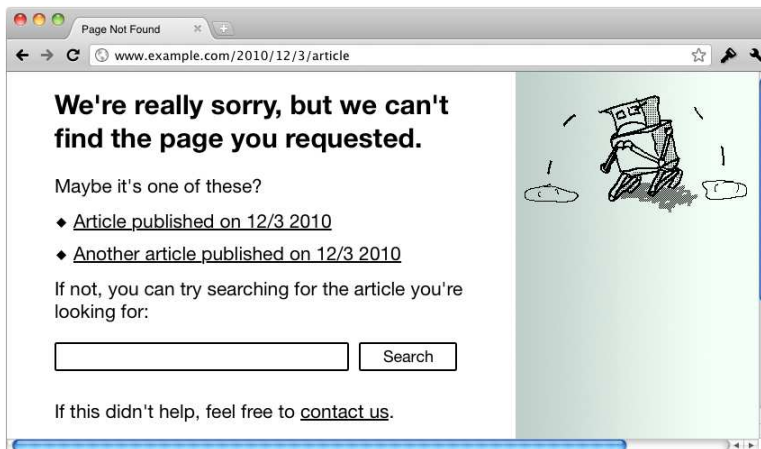 Page Not Found
www.example.com/2010/12/3/article
We're really sorry, but we can't
find the page you requested.
Maybe it's one of these?
Article published on 12/3 2010
Another article published on 12/3 2010
If not, you can try searching for the article you're
looking for:
Search
If this didn't help, feel free to contact us.